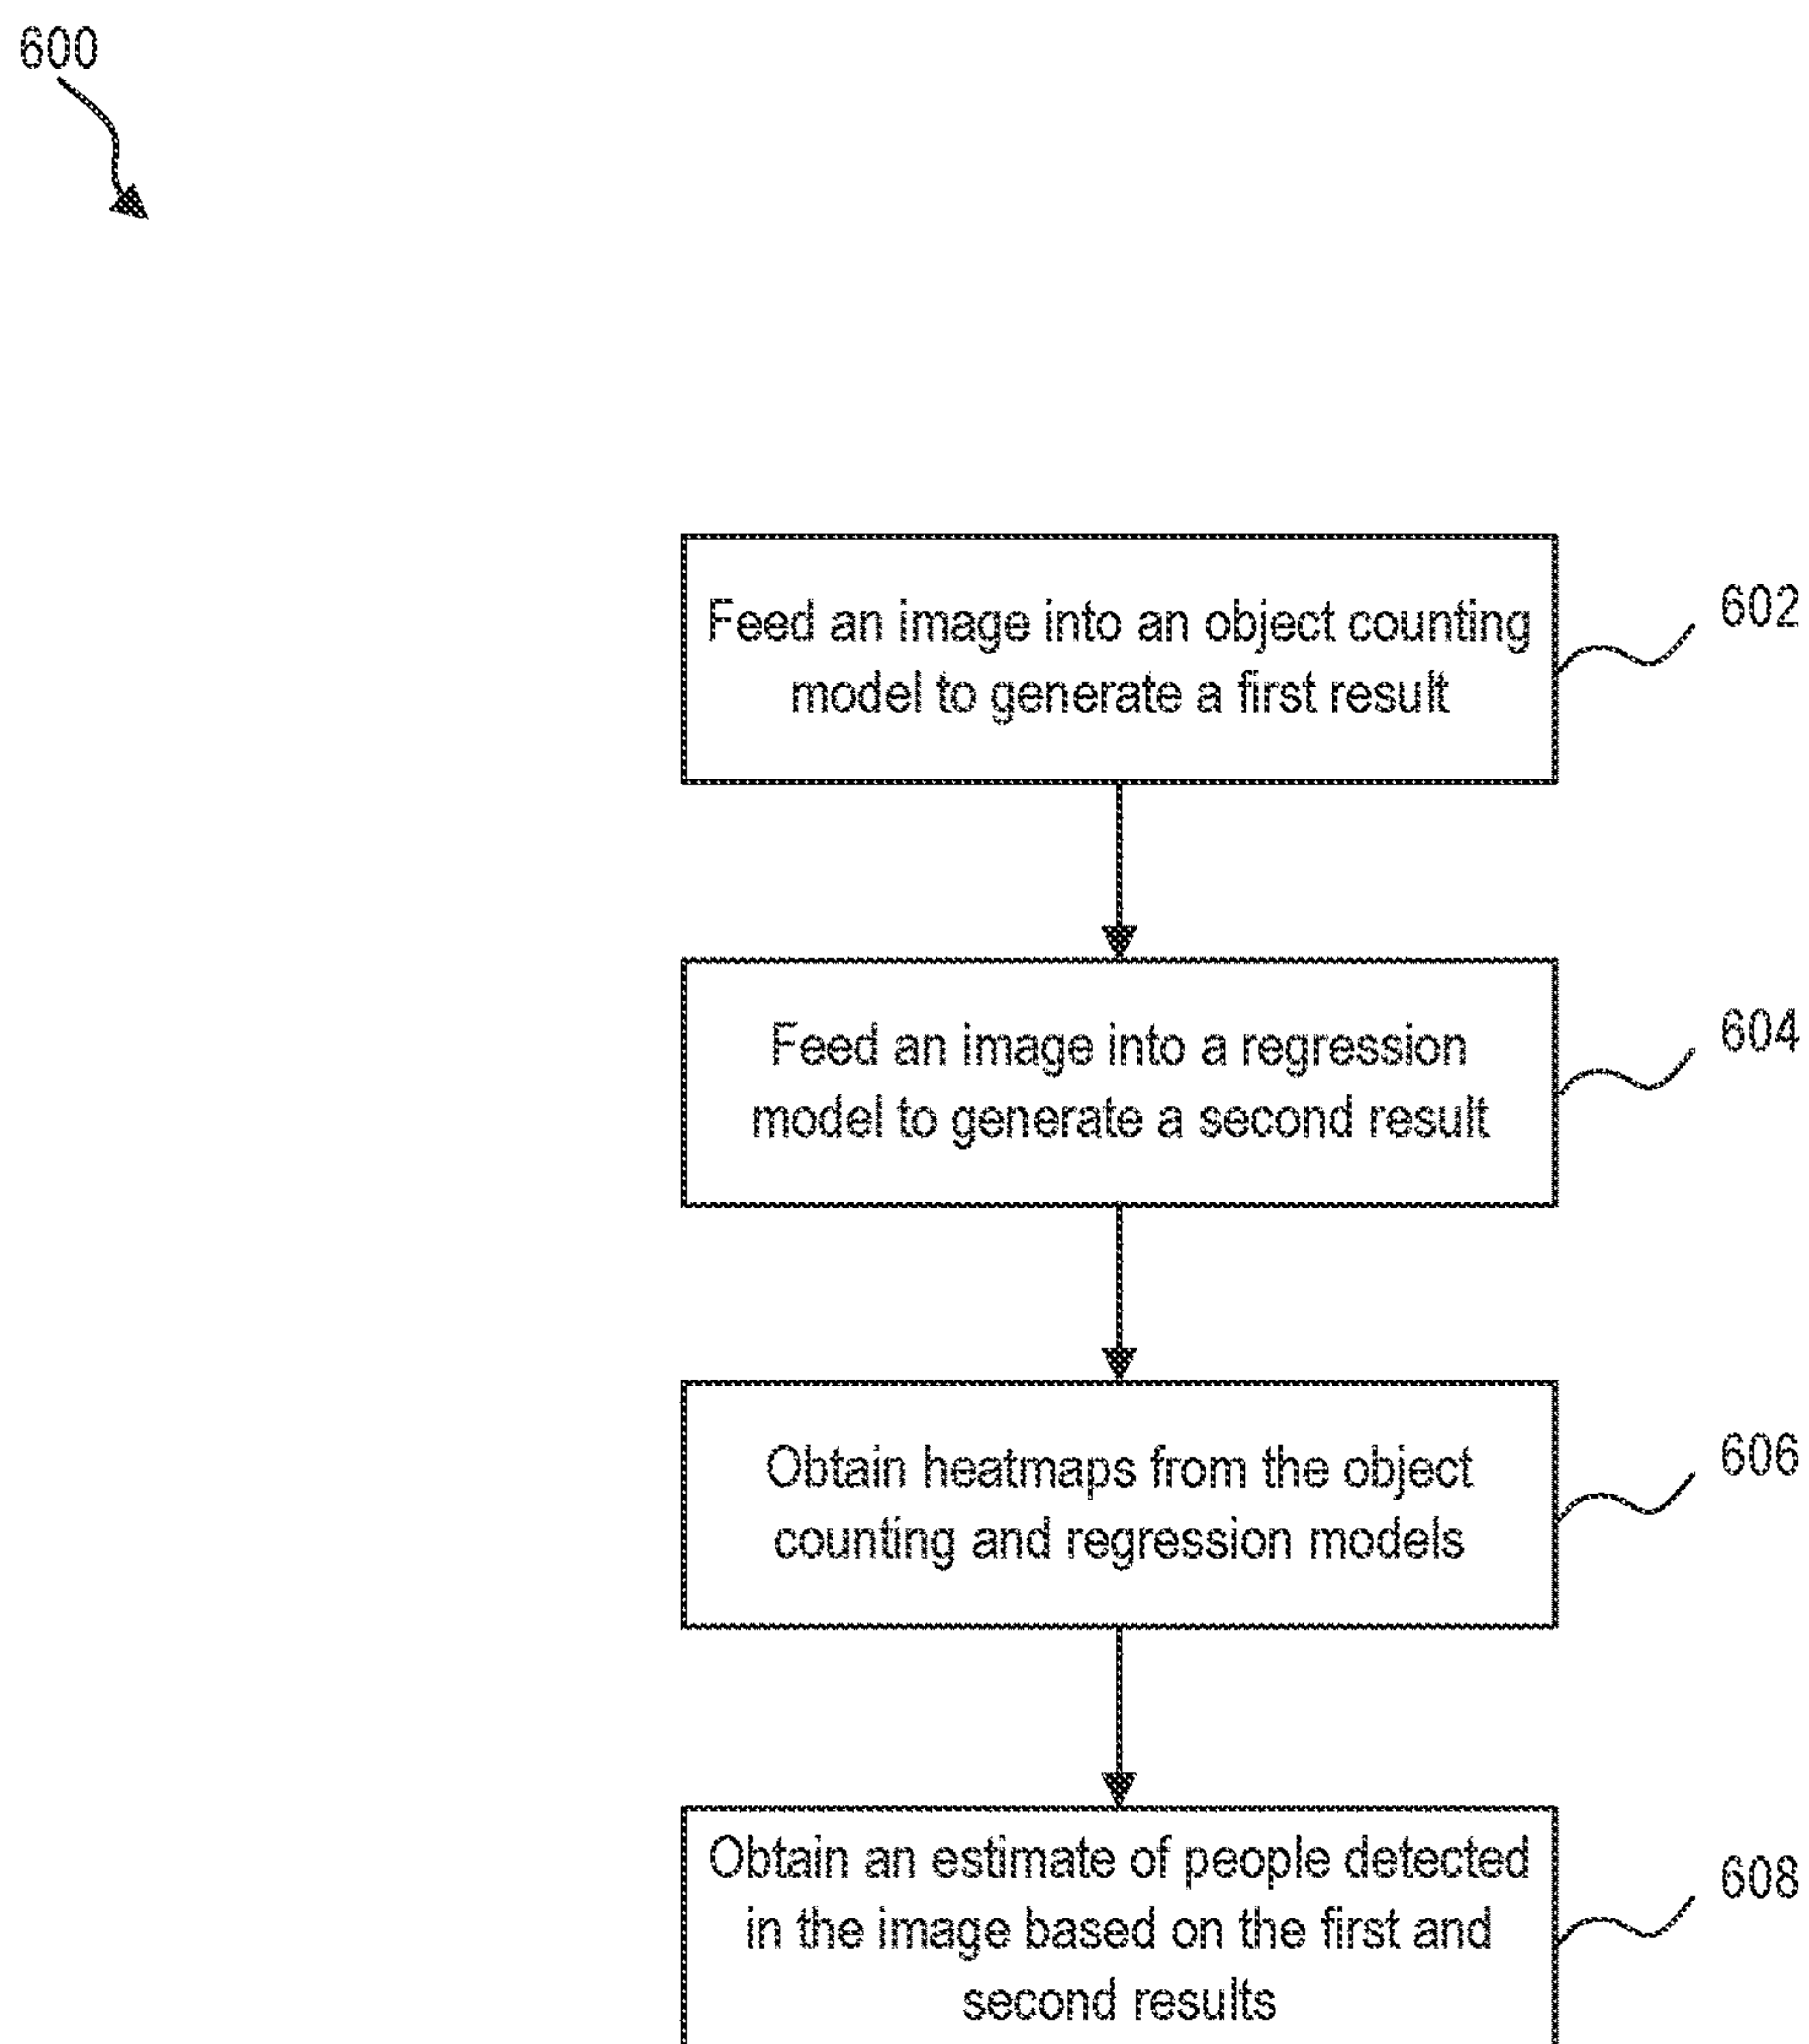 600
Feed an image into an object counting
model to generate a first result
602
Feed an image into a regression
model to generate a second result
604
Obtain heatmaps from the object
counting and regression models
606
Obtain an estimate of people detected
in the image based on the first and
second results
608